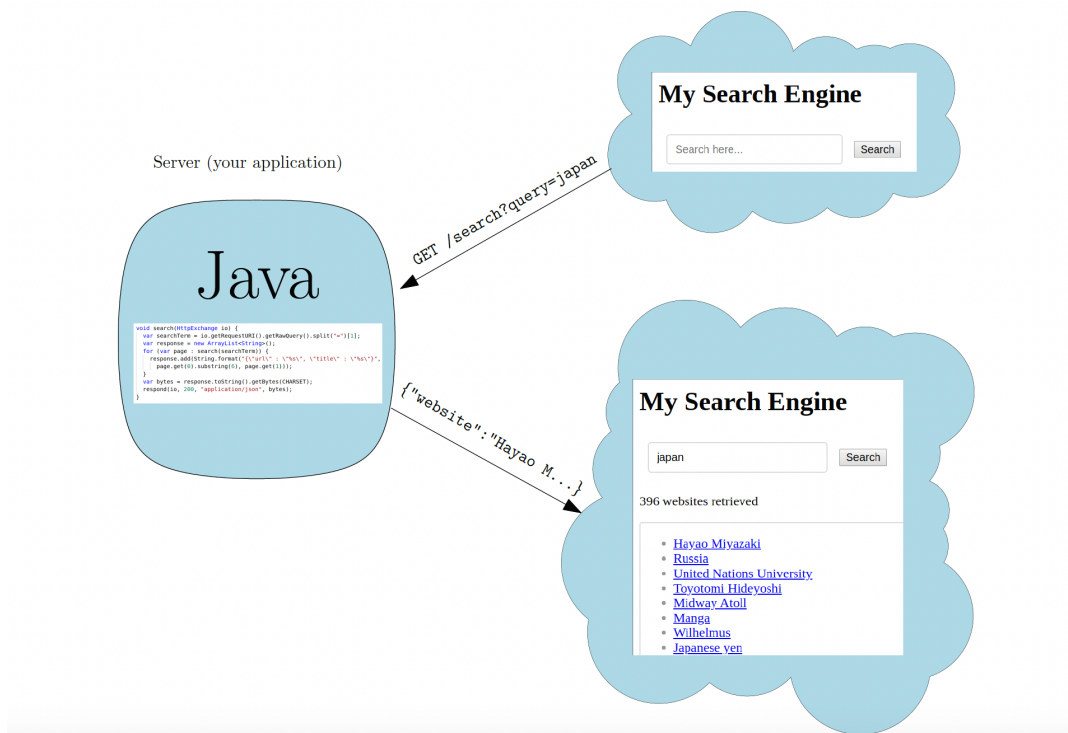 My Search Engine
Search here...
Search
Server (your application)
GET /search?query=japan
Java
void search(HttpExchange io) {
var searchTerm = io.getRequestURI().getRawQuery().split("=")[1];
var response = new ArrayList<String>();
for (var page : search(searchTerm)) {
response.add(String.format("{\"url\" : \"%s\", \"title\" : \"%s\"}",
page.get(0).substring(6), page.get(1)));
}
var bytes = response.toString().getBytes(CHARSET);
respond(io, 200, "application/json", bytes);
}
{"website":"Hayao M...}
My Search Engine
japan
Search
396 websites retrieved
Hayao Miyazaki
Russia
United Nations University
Toyotomi Hideyoshi
Midway Atoll
Manga
Wilhelmus
Japanese yen